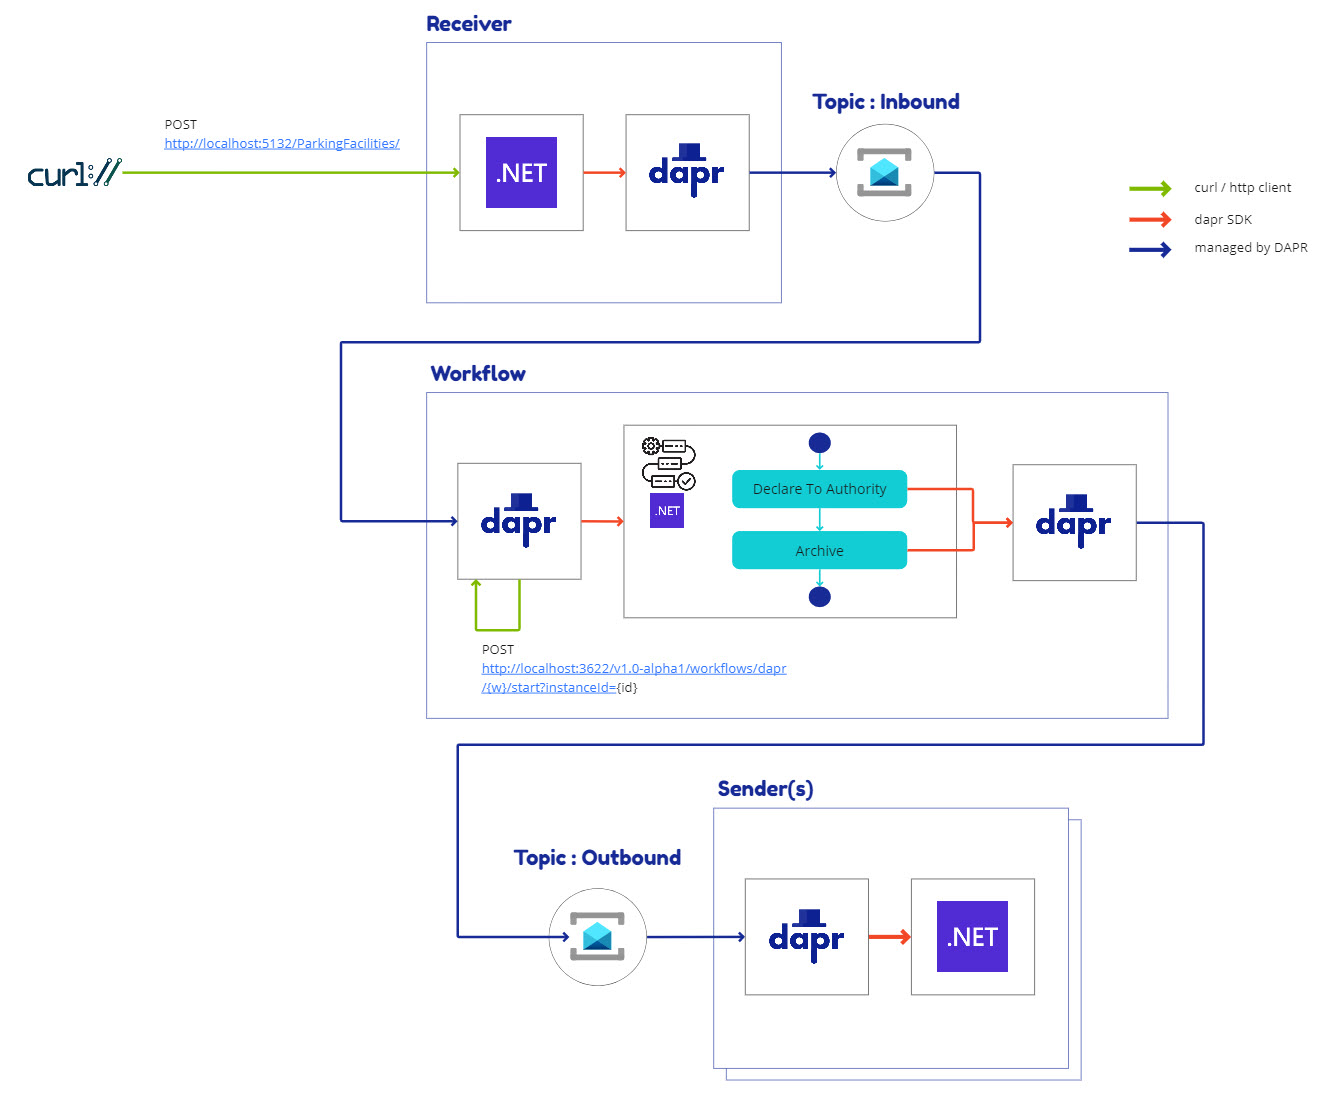 Receiver
Topic : Inbound
POST
http://localhost:5132/ParkingFacilities/
curl://
.NET
dapr
curl / http client
dapr SDK
managed by DAPR
Workflow
dapr
.NET
Declare To Authority
Archive
dapr
POST
http://localhost:3622/v1.0-alpha1/workflows/dapr
/{w}/start?instanceId={id}
Sender(s)
Topic : Outbound
dapr
.NET